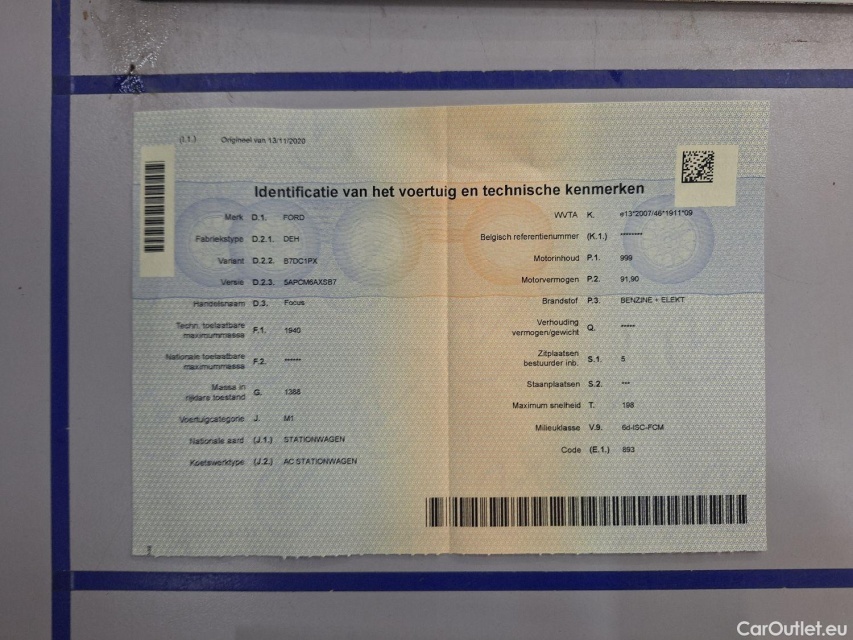 (I.1.) Origineel van 13/11/2020
Identificatie van het voertuig en technische kenmerken
Merk D.1. FORD
Fabriekstype D.2.1. DEH
Variant D.2.2. B7DC1PX
Versie D.2.3. 5APCM6AXSB7
Handelsnaam D.3. Focus
Techn. toelaatbare
maximummassa F.1. 1940
Nationale toelaatbare
maximummassa F.2. ******
Massa in
rijklare toestand G. 1388
Voertuigcategorie J. M1
Nationale aard (J.1.) STATIONWAGEN
Koetswerktype (J.2.) AC STATIONWAGEN
WVTA K. e13*2007/46*1911*09
Belgisch referentienummer (K.1.) ********
Motorinhoud P.1. 999
Motorvermogen P.2. 91,90
Brandstof P.3. BENZINE + ELEKT
Verhouding
vermogen/gewicht Q. *****
Zitplaatsen
bestuurder inb. S.1. 5
Staanplaatsen S.2. ***
Maximum snelheid T. 198
Milieuklasse V.9. 6d-ISC-FCM
Code (E.1.) 893
CarOutlet.eu